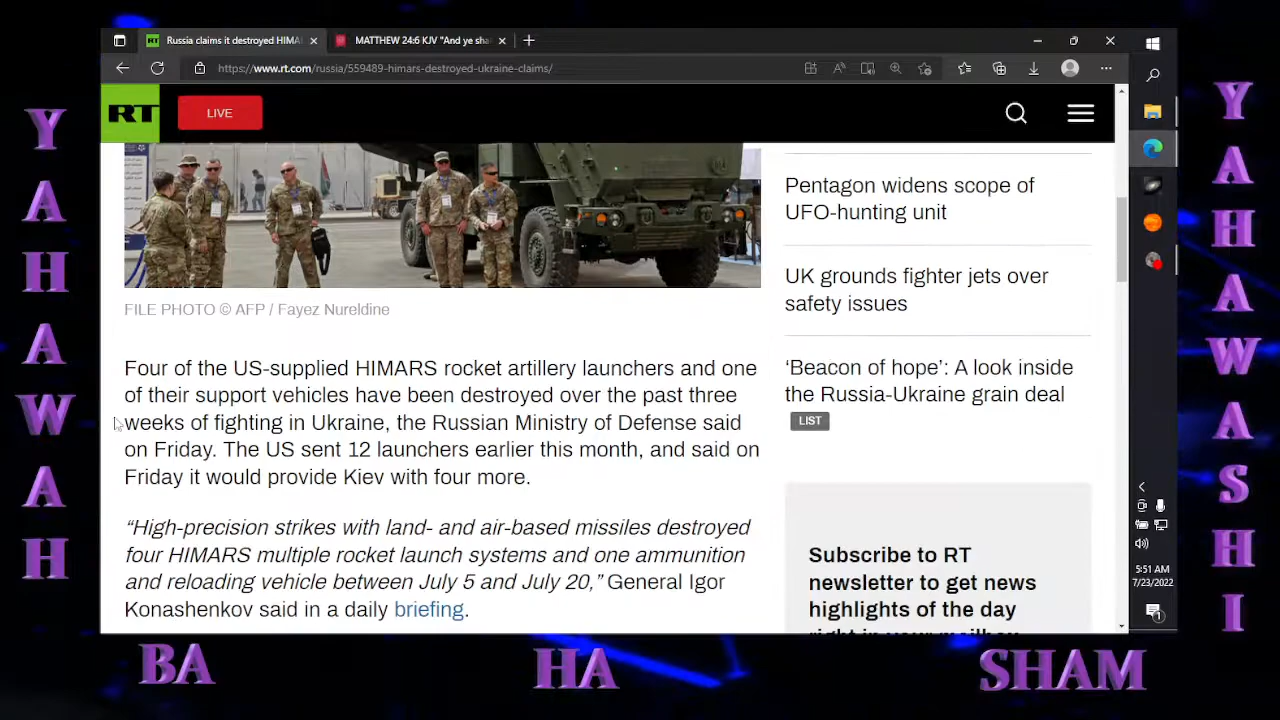 Russia claims it destroyed HIMA
MATTHEW 24:6 KJV "And ye sha
https://www.rt.com/russia/559489-himars-destroyed-ukraine-claims/
RT
LIVE
FILE PHOTO © AFP / Fayez Nureldine
Four of the US-supplied HIMARS rocket artillery launchers and one
of their support vehicles have been destroyed over the past three
weeks of fighting in Ukraine, the Russian Ministry of Defense said
on Friday. The US sent 12 launchers earlier this month, and said on
Friday it would provide Kiev with four more.
“High-precision strikes with land- and air-based missiles destroyed
four HIMARS multiple rocket launch systems and one ammunition
and reloading vehicle between July 5 and July 20,” General Igor
Konashenkov said in a daily briefing.
Pentagon widens scope of
UFO-hunting unit
UK grounds fighter jets over
safety issues
‘Beacon of hope’: A look inside
the Russia-Ukraine grain deal
LIST
Subscribe to RT
newsletter to get news
highlights of the day
right in your mailbox
5:51 AM
7/23/2022
1
YAHAWAH
YAHAWASHI
BA HA SHAM